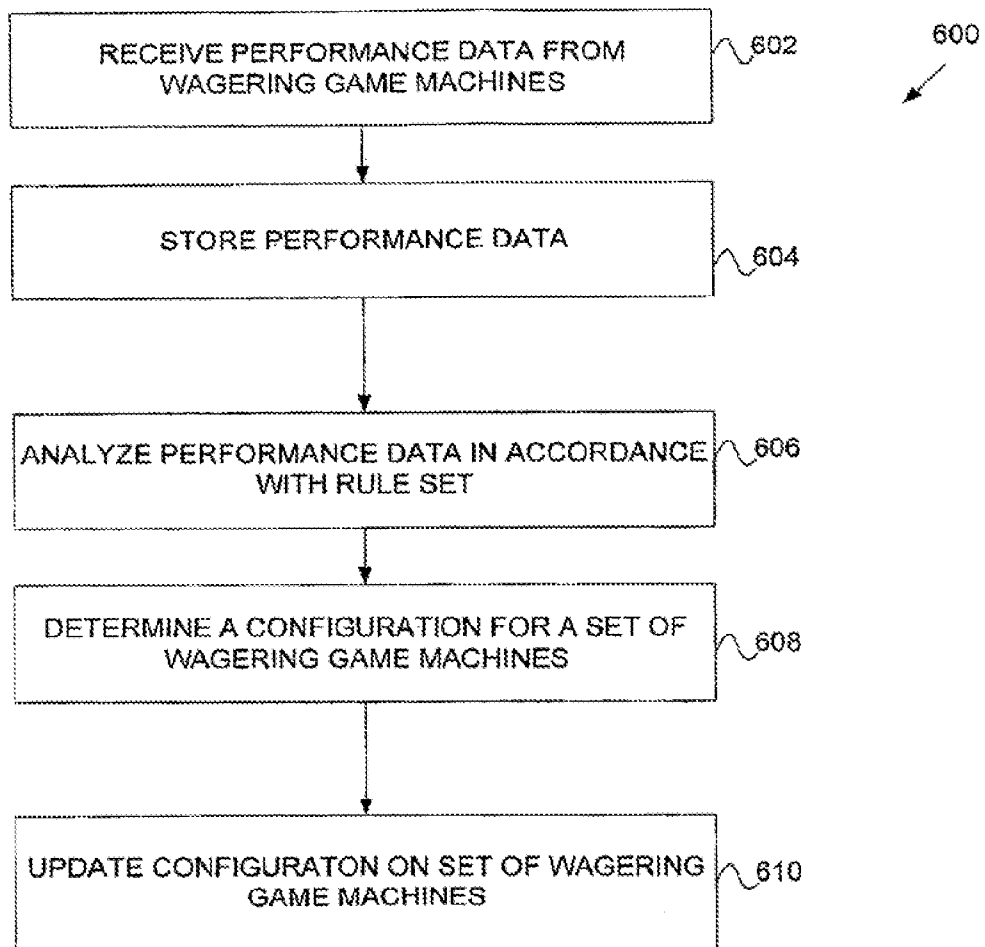 RECEIVE PERFORMANCE DATA FROM
WAGERING GAME MACHINES
602
600
STORE PERFORMANCE DATA
604
ANALYZE PERFORMANCE DATA IN ACCORDANCE
WITH RULE SET
606
DETERMINE A CONFIGURATION FOR A SET OF
WAGERING GAME MACHINES
608
UPDATE CONFIGURATON ON SET OF WAGERING
GAME MACHINES
610